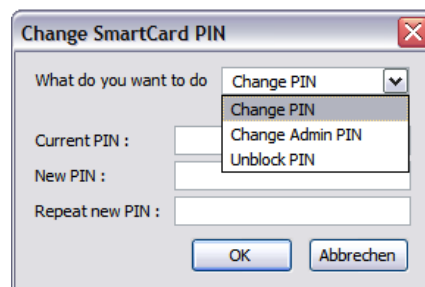 Change SmartCard PIN
What do you want to do Change PIN
Change PIN
Change Admin PIN
Unblock PIN
Current PIN :
New PIN :
Repeat new PIN :
OK Abbrechen